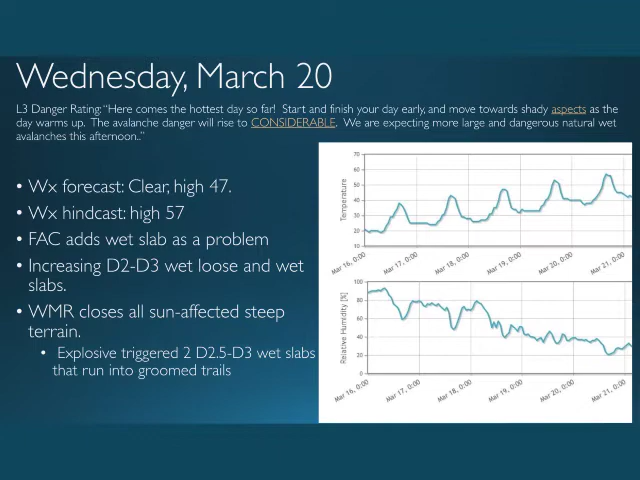 Wednesday, March 20
L3 Danger Rating: “Here comes the hottest day so far!  Start and finish your day early, and move towards shady aspects as the
day warms up.  The avalanche danger will rise to CONSIDERABLE.  We are expecting more large and dangerous natural wet
avalanches this afternoon..”
• Wx forecast: Clear, high 47.
• Wx hindcast: high 57
• FAC adds wet slab as a problem
• Increasing D2-D3 wet loose and wet
slabs.
• WMR closes all sun-affected steep
terrain.
• Explosive triggered 2 D2.5-D3 wet slabs
that run into groomed trails
Temperature
70
60
50
40
30
20
10
Mar 16, 0:00
Mar 17, 0:00
Mar 18, 0:00
Mar 19, 0:00
Mar 20, 0:00
Mar 21, 0:00
Relative Humidity [%]
100
80
60
40
20
0
Mar 16, 0:00
Mar 17, 0:00
Mar 18, 0:00
Mar 19, 0:00
Mar 20, 0:00
Mar 21, 0:00